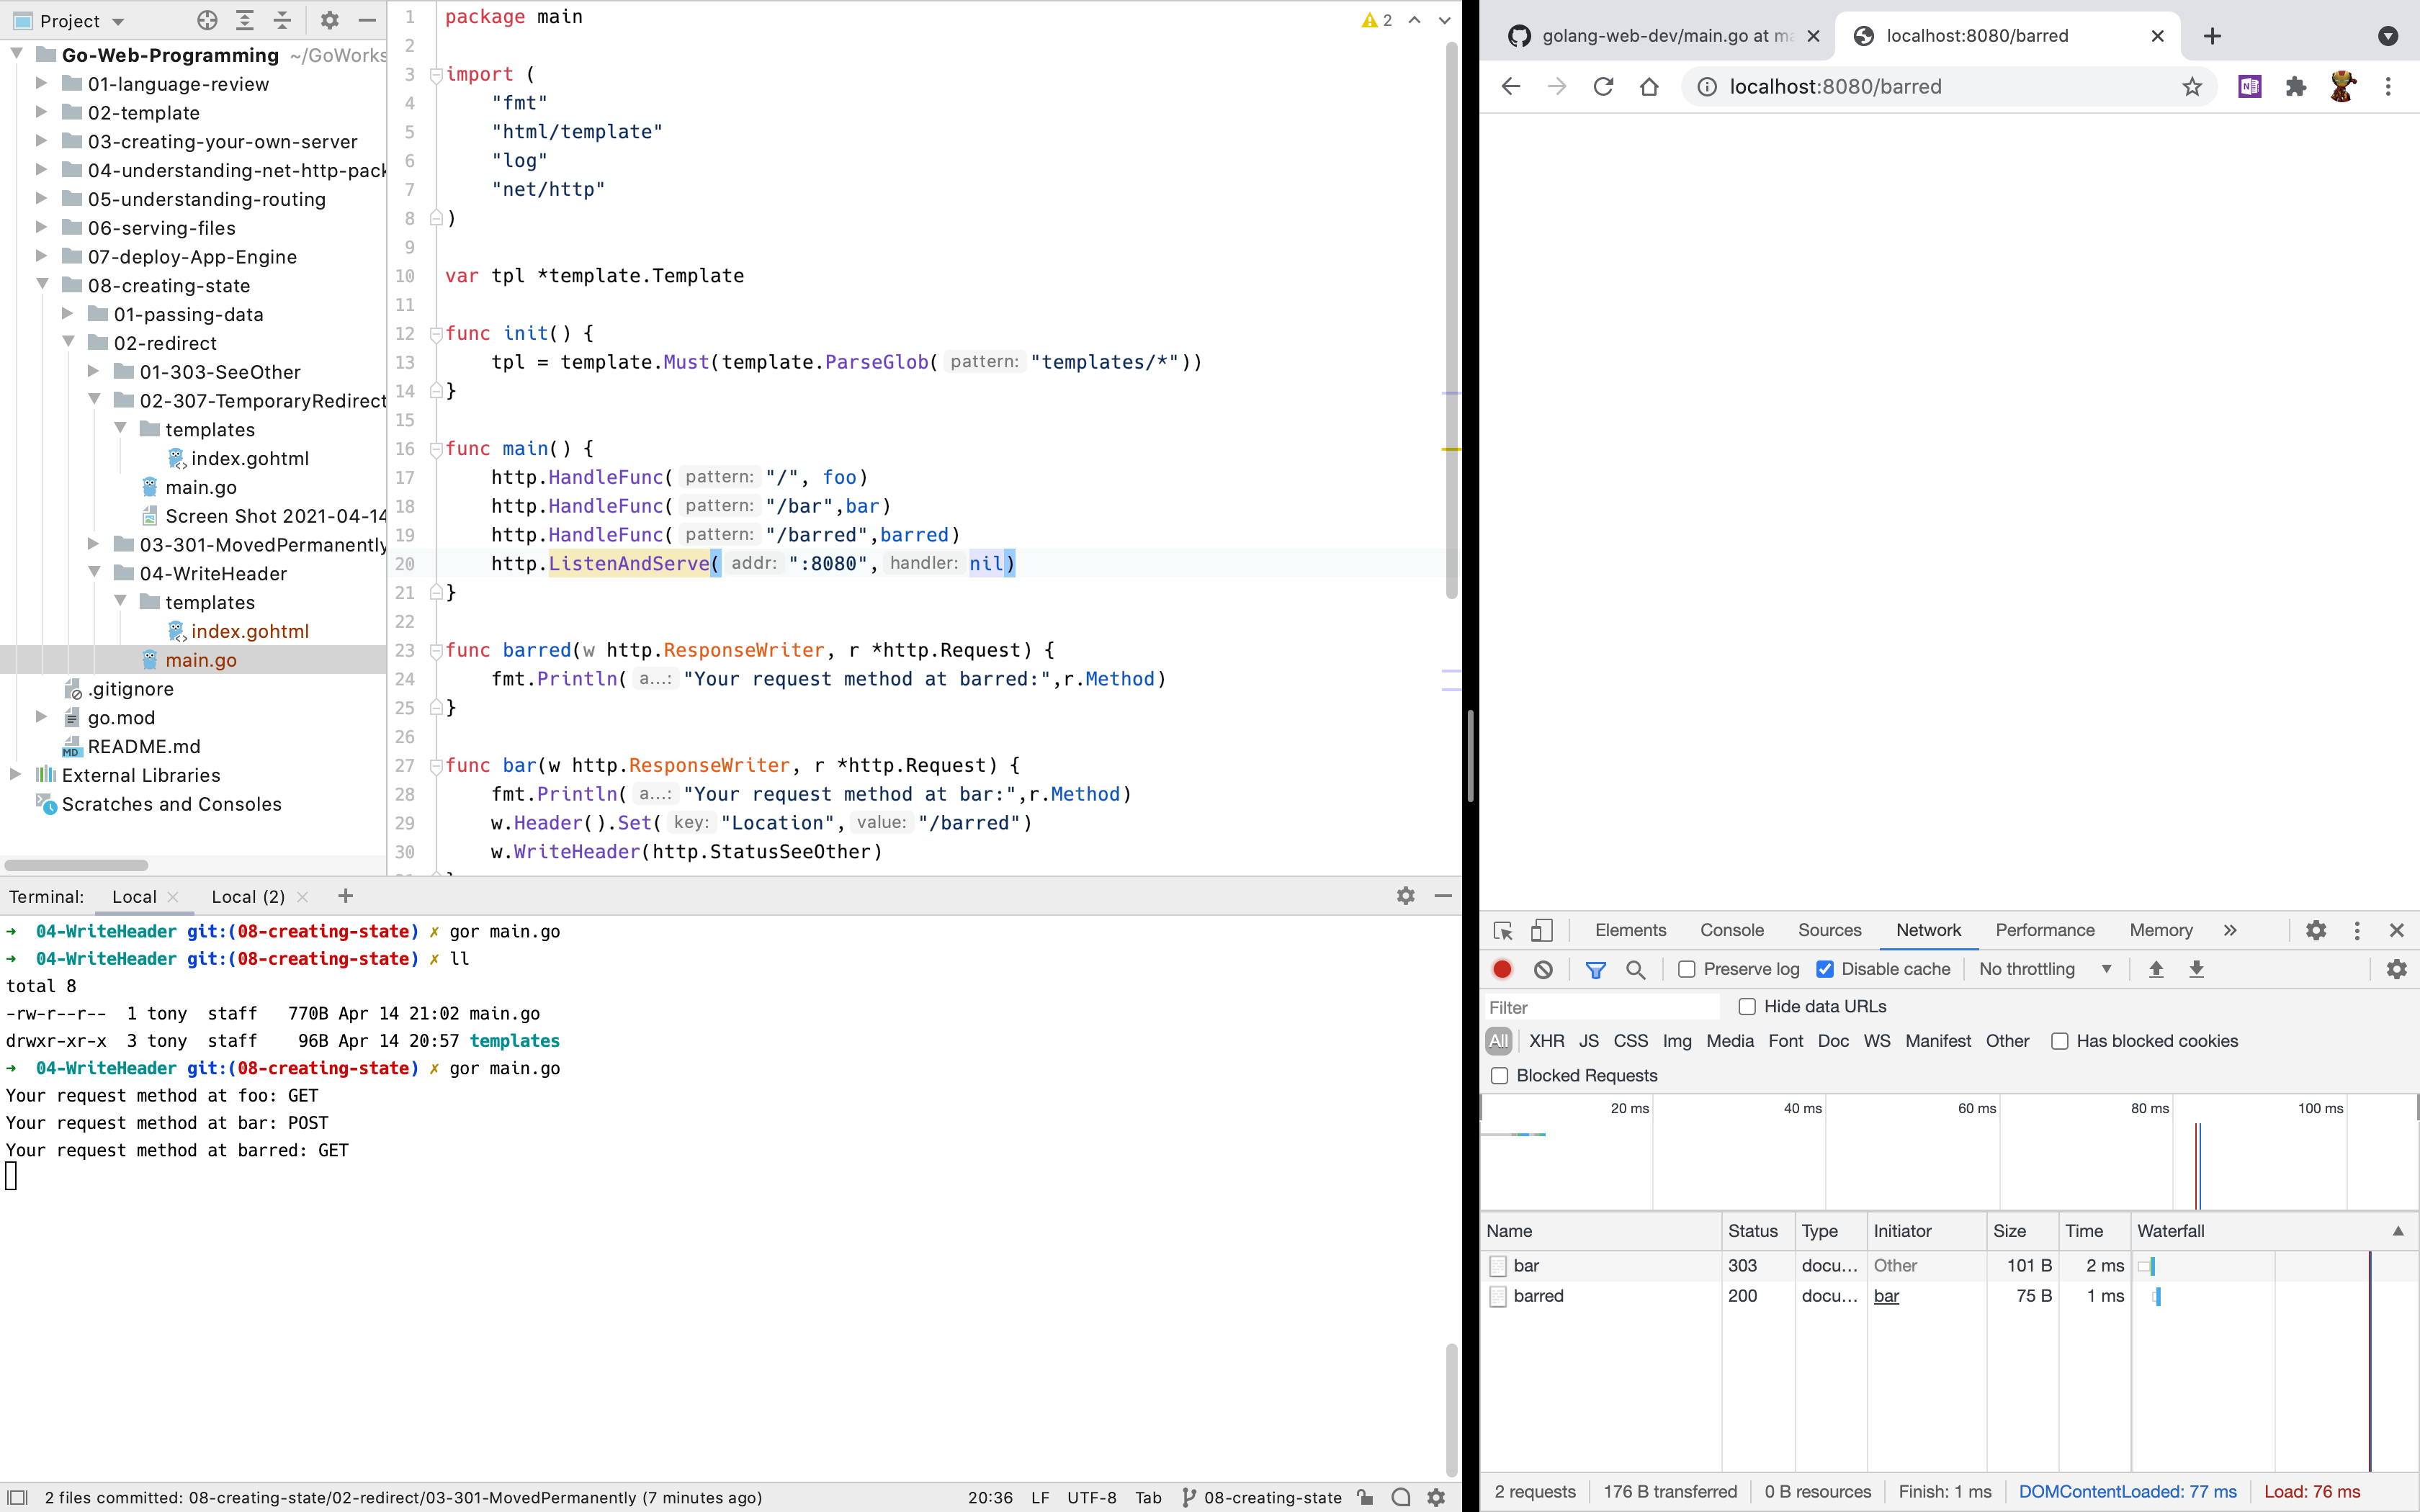 Project
Go-Web-Programming ~/GoWorks
01-language-review
02-template
03-creating-your-own-server
04-understanding-net-http-pack
05-understanding-routing
06-serving-files
07-deploy-App-Engine
08-creating-state
01-passing-data
02-redirect
01-303-SeeOther
02-307-TemporaryRedirect
templates
index.gohtml
main.go
Screen Shot 2021-04-14
03-301-MovedPermanently
04-WriteHeader
templates
index.gohtml
main.go
.gitignore
go.mod
README.md
External Libraries
Scratches and Consoles
2
1 package main
2
3 import (
4 "fmt"
5 "html/template"
6 "log"
7 "net/http"
8 )
9
10 var tpl *template.Template
11
12 func init() {
13 tpl = template.Must(template.ParseGlob( pattern: "templates/*"))
14 }
15
16 func main() {
17 http.HandleFunc( pattern: "/", foo)
18 http.HandleFunc( pattern: "/bar",bar)
19 http.HandleFunc( pattern: "/barred",barred)
20 http.ListenAndServe( addr: ":8080", handler: nil)
21 }
22
23 func barred(w http.ResponseWriter, r *http.Request) {
24 fmt.Println( a...: "Your request method at barred:",r.Method)
25 }
26
27 func bar(w http.ResponseWriter, r *http.Request) {
28 fmt.Println( a...: "Your request method at bar:",r.Method)
29 w.Header().Set( key: "Location", value: "/barred")
30 w.WriteHeader(http.StatusSeeOther)
Terminal: Local Local (2) +
→ 04-WriteHeader git:(08-creating-state) ✗ gor main.go
→ 04-WriteHeader git:(08-creating-state) ✗ ll
total 8
-rw-r--r-- 1 tony staff 770B Apr 14 21:02 main.go
drwxr-xr-x 3 tony staff 96B Apr 14 20:57 templates
→ 04-WriteHeader git:(08-creating-state) ✗ gor main.go
Your request method at foo: GET
Your request method at bar: POST
Your request method at barred: GET
2 files committed: 08-creating-state/02-redirect/03-301-MovedPermanently (7 minutes ago) 20:36 LF UTF-8 Tab 08-creating-state
golang-web-dev/main.go at ma localhost:8080/barred
localhost:8080/barred
Elements Console Sources Network Performance Memory »
Preserve log Disable cache No throttling
Filter Hide data URLs
All XHR JS CSS Img Media Font Doc WS Manifest Other Has blocked cookies
Blocked Requests
20 ms 40 ms 60 ms 80 ms 100 ms
Name Status Type Initiator Size Time Waterfall
bar 303 docu... Other 101 B 2 ms
barred 200 docu... bar 75 B 1 ms
2 requests 176 B transferred 0 B resources Finish: 1 ms DOMContentLoaded: 77 ms Load: 76 ms